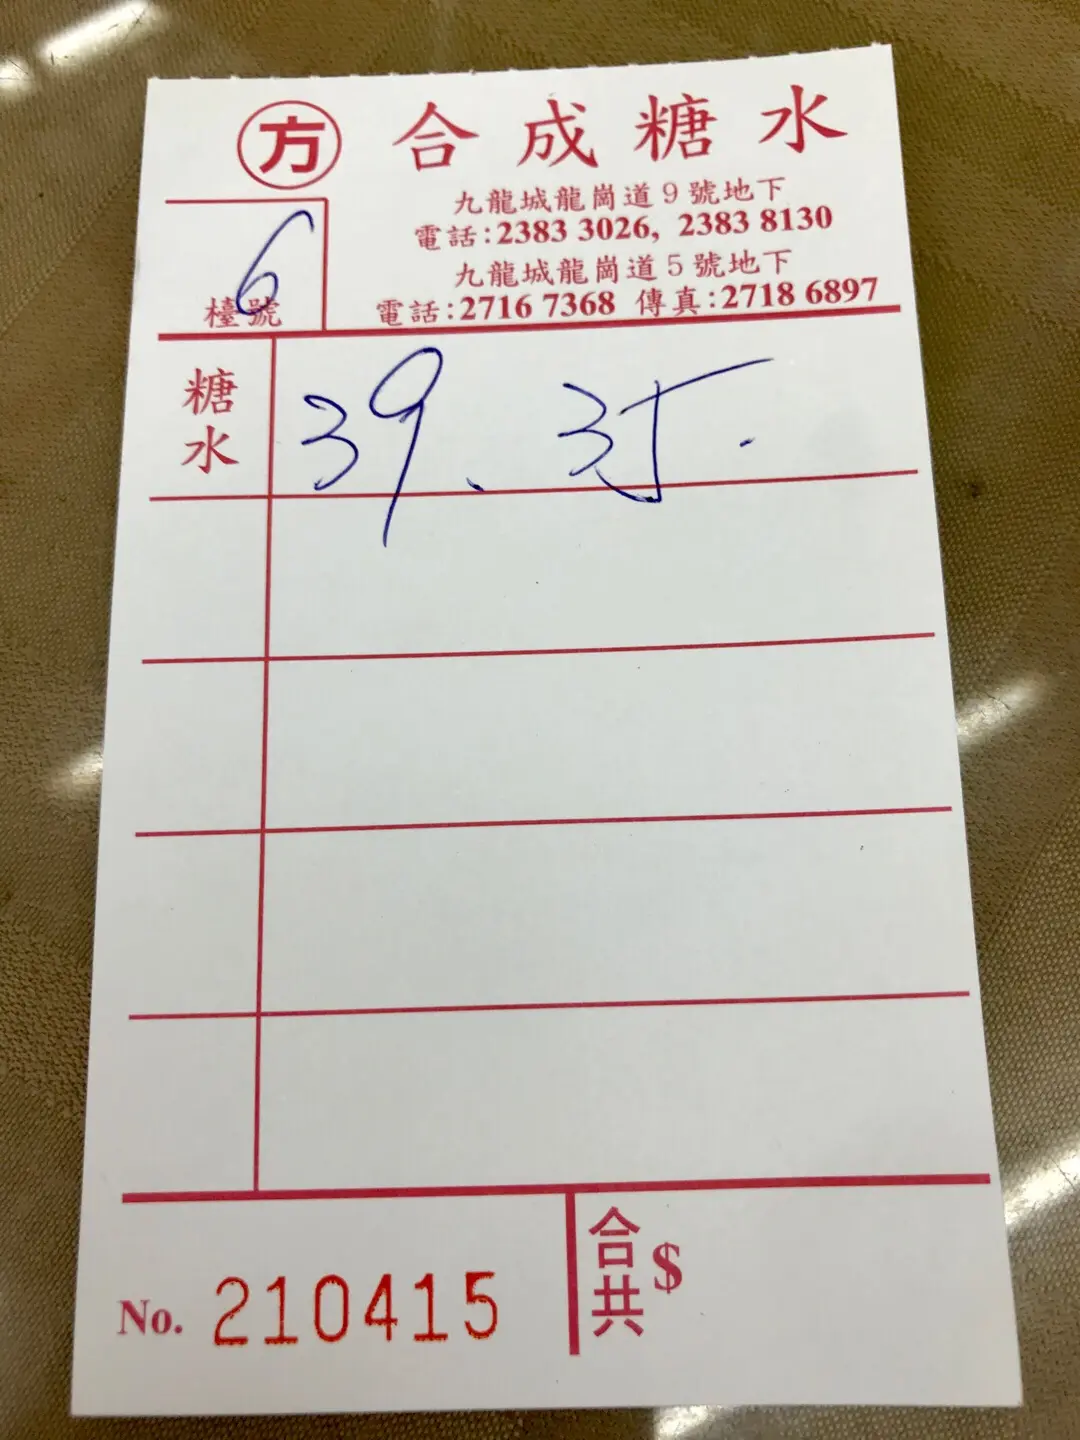 方 合成糖水
九龍城龍崗道9號地下
電話:2383 3026, 2383 8130
九龍城龍崗道5號地下
電話:2716 7368 傳真:2718 6897
6
檯號
糖水 39、35.
No. 210415
合共 $